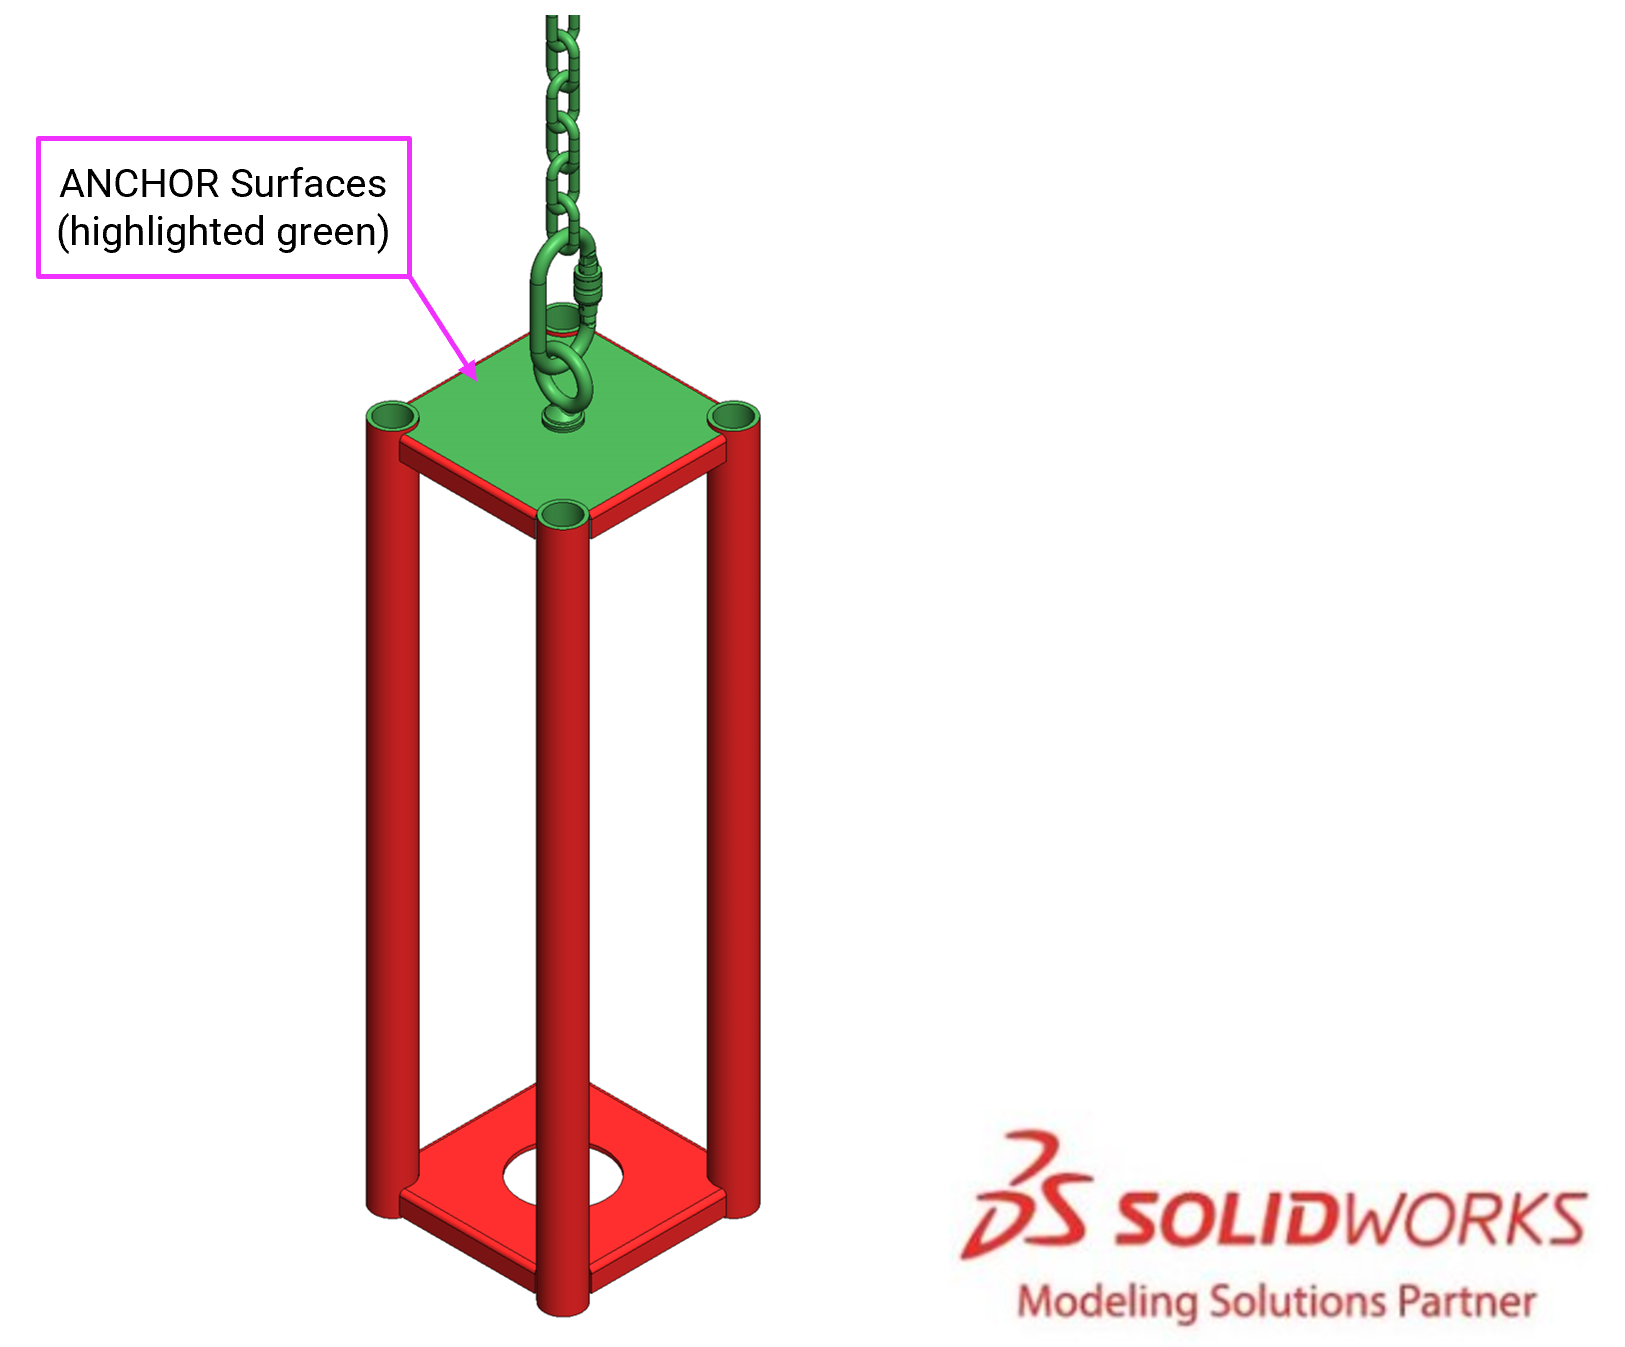 ANCHOR Surfaces
(highlighted green)
SOLIDWORKS
Modeling Solutions Partner